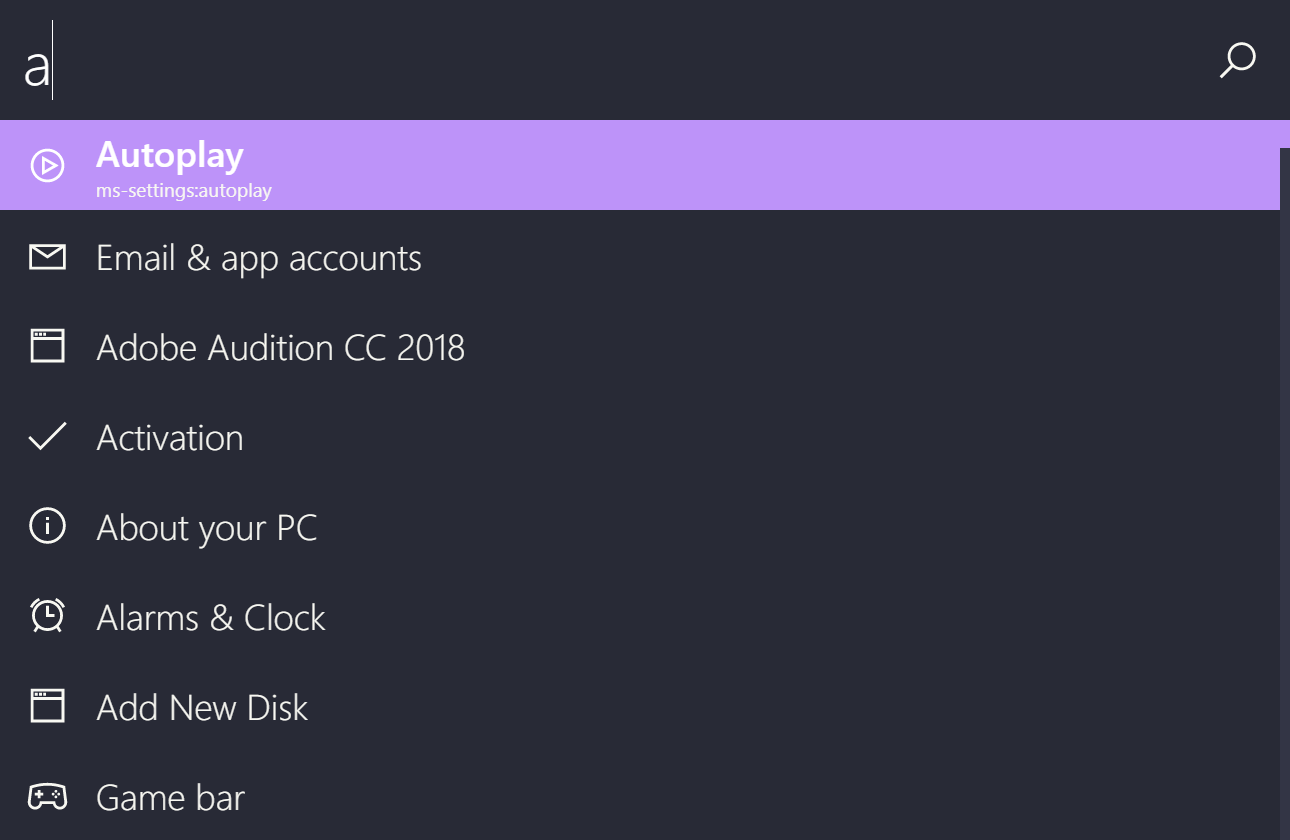 a
Autoplay
ms-settings:autoplay
Email & app accounts
Adobe Audition CC 2018
Activation
About your PC
Alarms & Clock
Add New Disk
Game bar